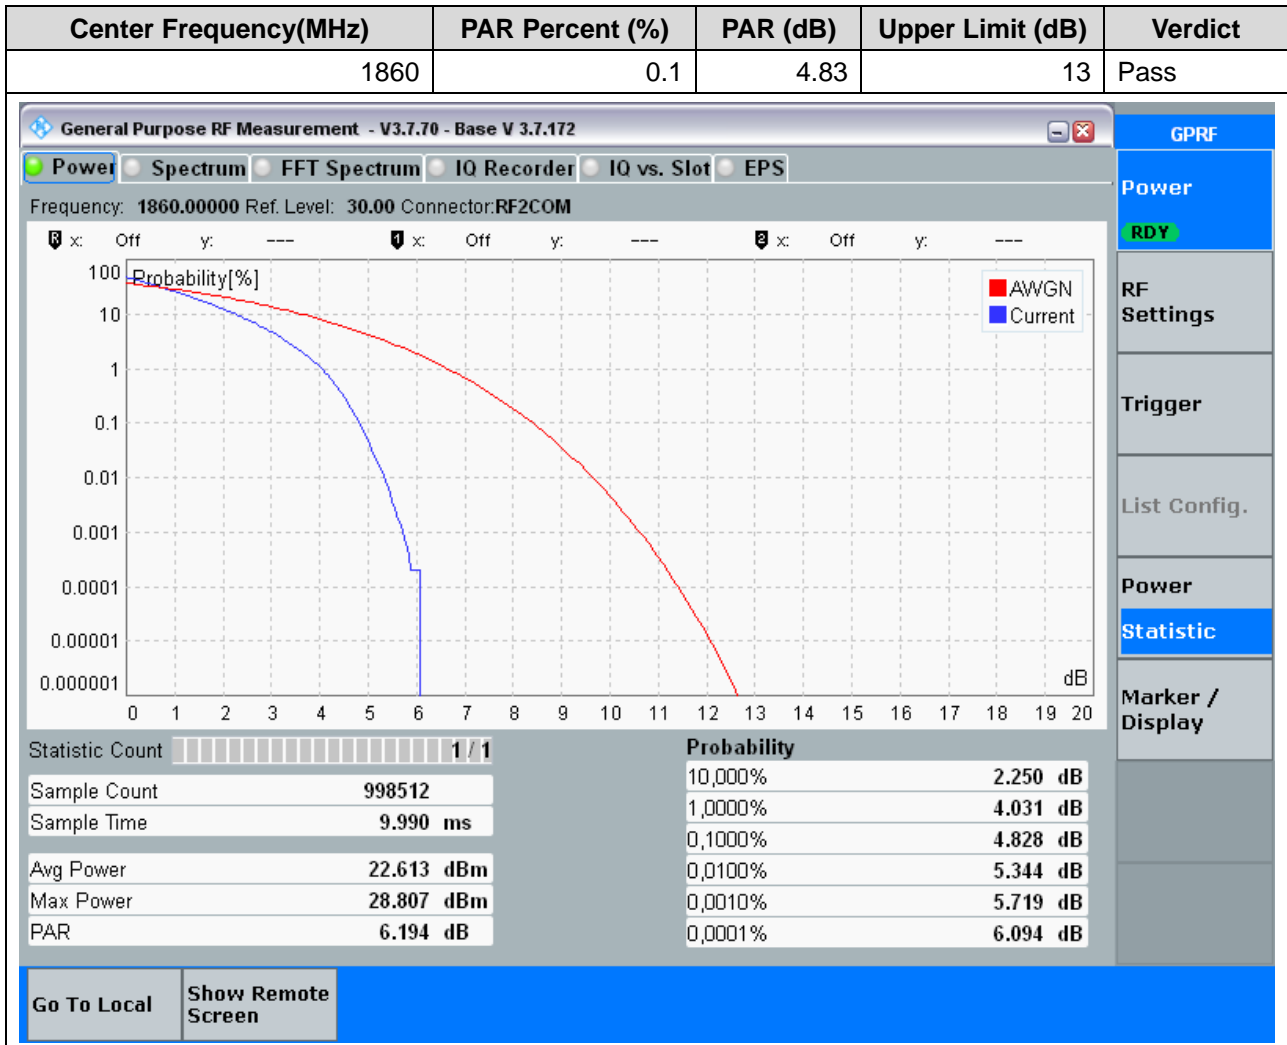 Center Frequency(MHz) PAR Percent (%) PAR (dB) Upper Limit (dB) Verdict
1860 0.1 4.83 13 Pass
General Purpose RF Measurement - V3.7.70 - Base V 3.7.172
GPRF
Power Spectrum FFT Spectrum IQ Recorder IQ vs. Slot EPS
Power
RDY
Frequency: 1860.00000 Ref. Level: 30.00 Connector:RF2COM
R x: Off y: --- 1 x: Off y: --- 2 x: Off y: ---
Probability[%]
AWGN
Current
100
10
1
0.1
0.01
0.001
0.0001
0.00001
0.000001
dB
0 1 2 3 4 5 6 7 8 9 10 11 12 13 14 15 16 17 18 19 20
RF
Settings
Trigger
List Config.
Power
Statistic
Marker /
Display
Statistic Count 1 / 1
Sample Count 998512
Sample Time 9.990 ms
Avg Power 22.613 dBm
Max Power 28.807 dBm
PAR 6.194 dB
Probability
10,000% 2.250 dB
1,0000% 4.031 dB
0,1000% 4.828 dB
0,0100% 5.344 dB
0,0010% 5.719 dB
0,0001% 6.094 dB
Go To Local
Show Remote
Screen